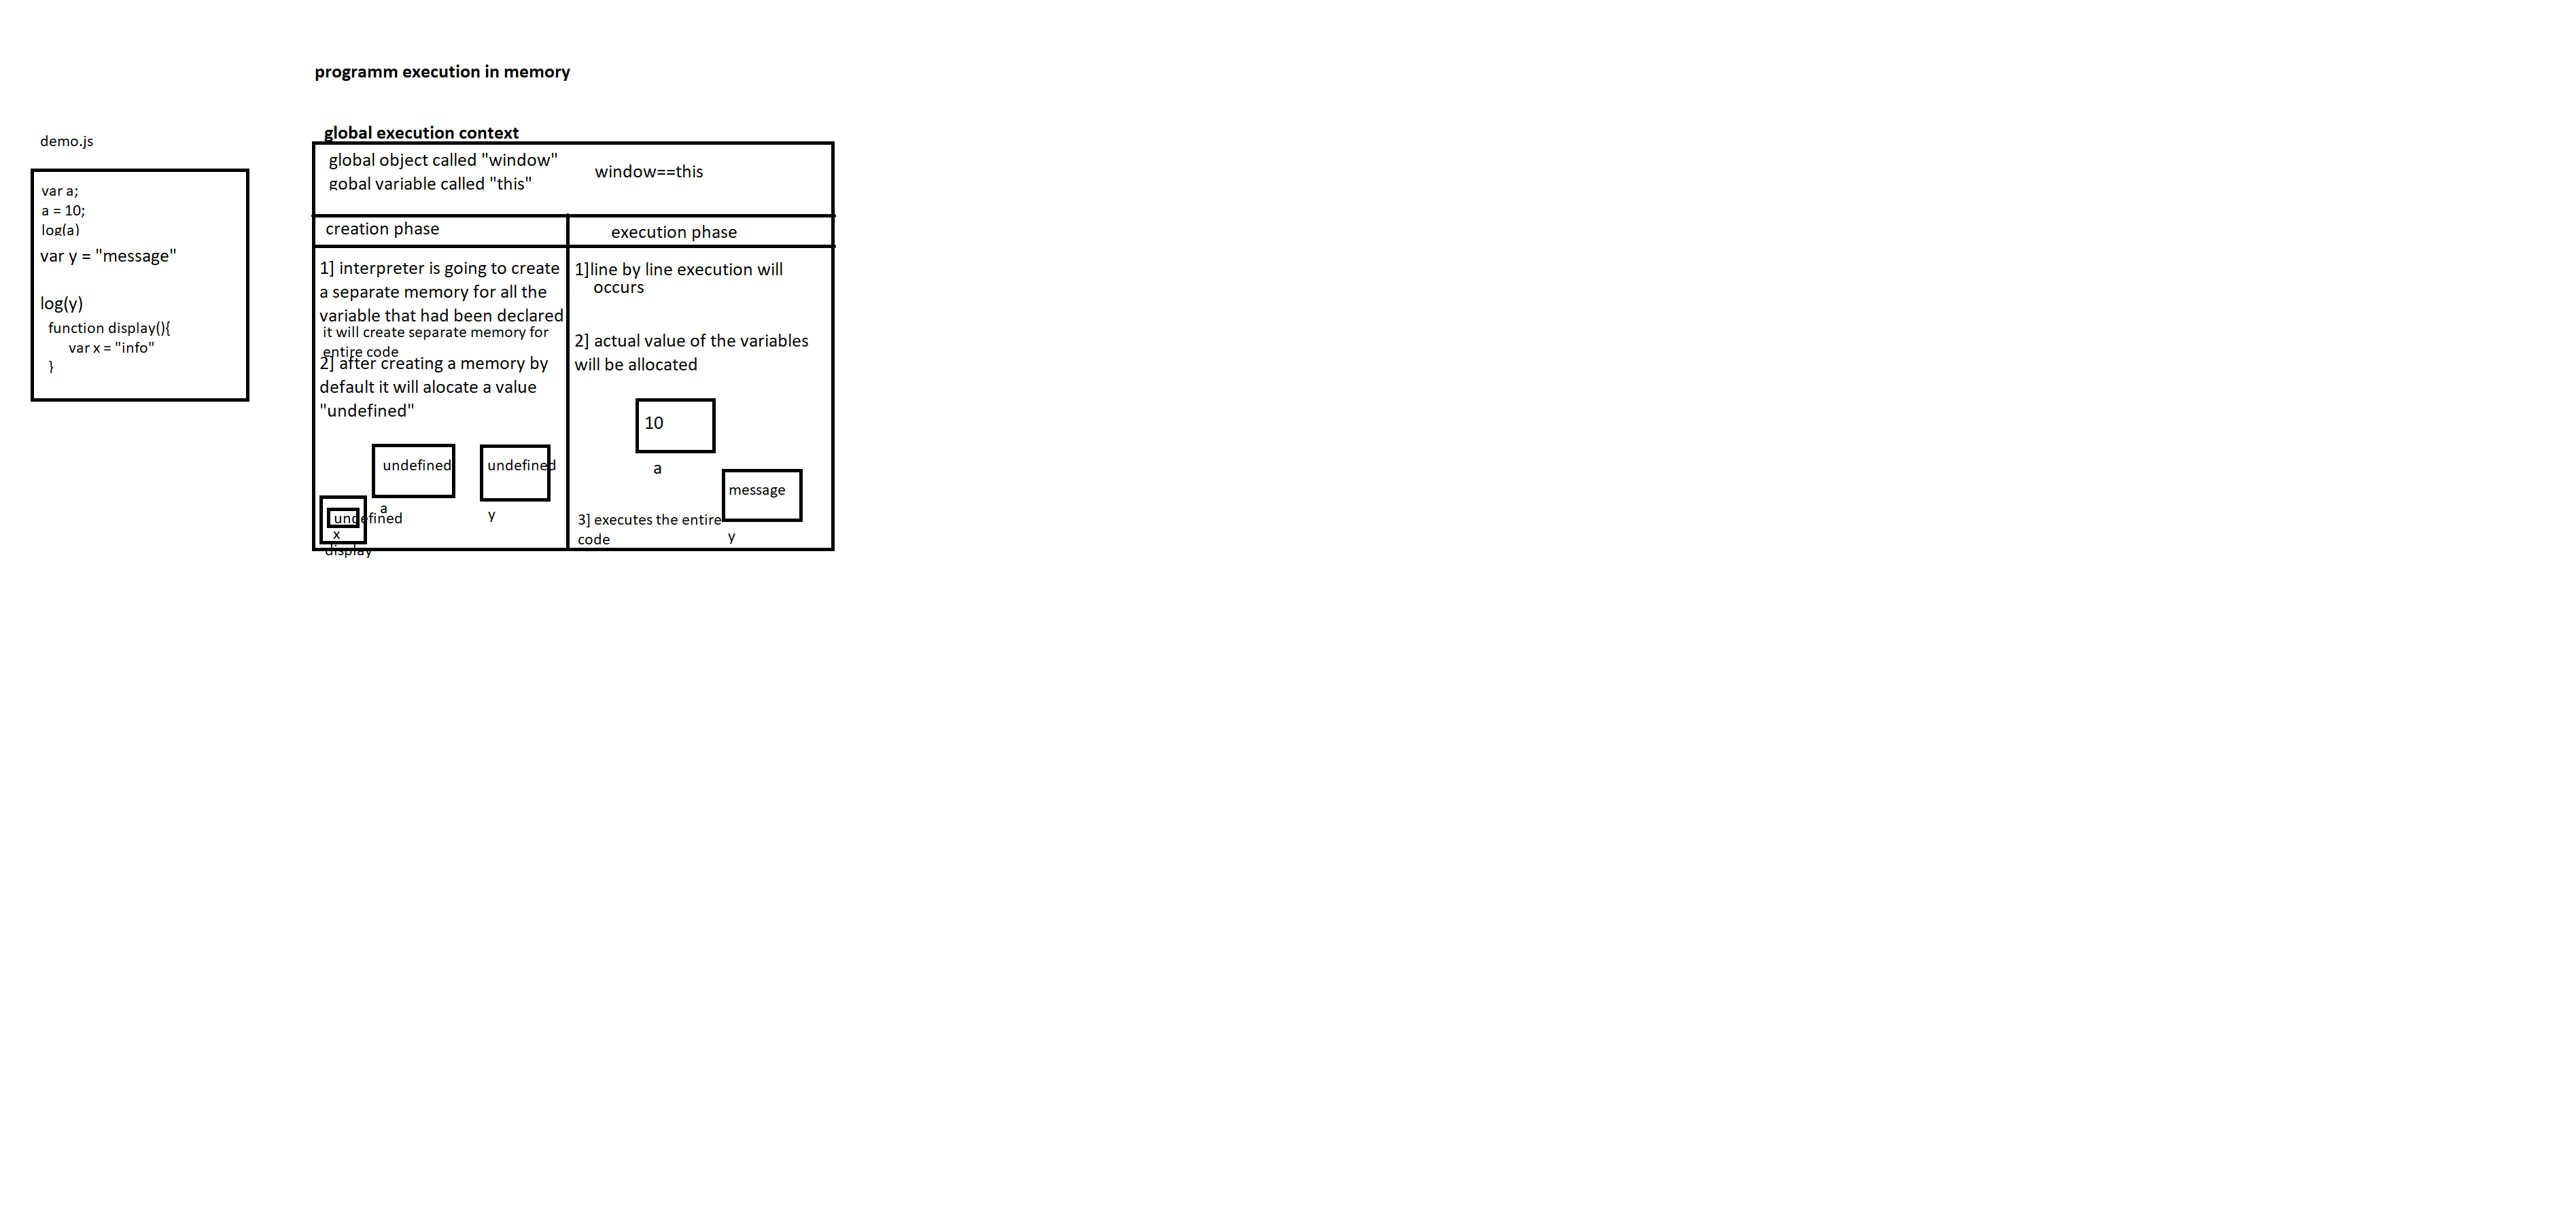 programm execution in memory
demo.js
var a;
a = 10;
log(a)
var y = "message"
log(y)
function display(){
var x = "info"
}
global execution context
global object called "window"
gobal variable called "this"
window==this
creation phase
1] interpreter is going to create
a separate memory for all the
variable that had been declared
it will create separate memory for
entire code
2] after creating a memory by
default it will alocate a value
"undefined"
undefined
a
undefined
y
undefined
x
display
execution phase
1]line by line execution will
occurs
2] actual value of the variables
will be allocated
10
a
message
y
3] executes the entire
code